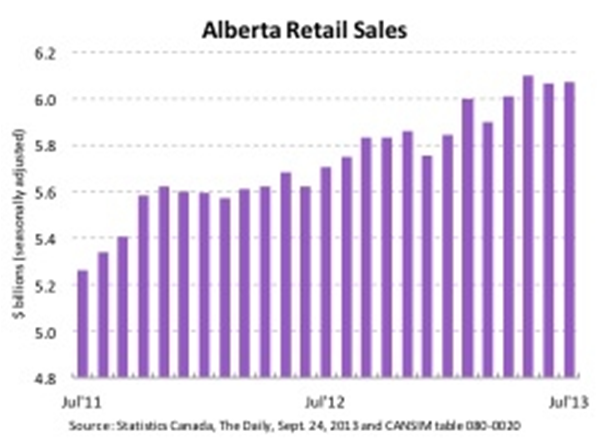 Alberta Retail Sales
$ billions (seasonally adjusted)
6.2
6.0
5.8
5.6
5.4
5.2
5.0
4.8
Jul'11 Jul'12 Jul'13
Source: Statistics Canada, The Daily, Sept. 24, 2013 and CANSIM table 080-0020